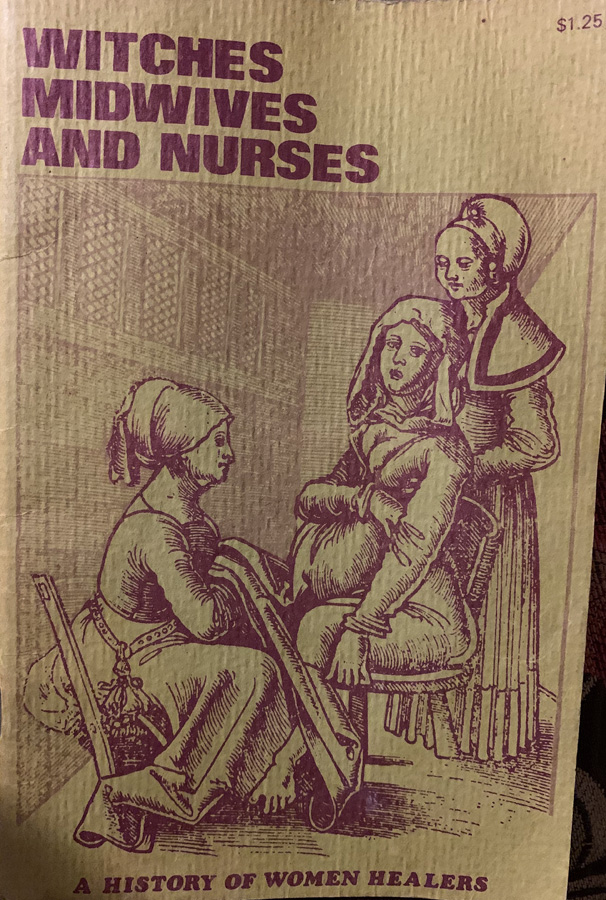 $1.25
WITCHES
MIDWIVES
AND NURSES
A HISTORY OF WOMEN HEALERS